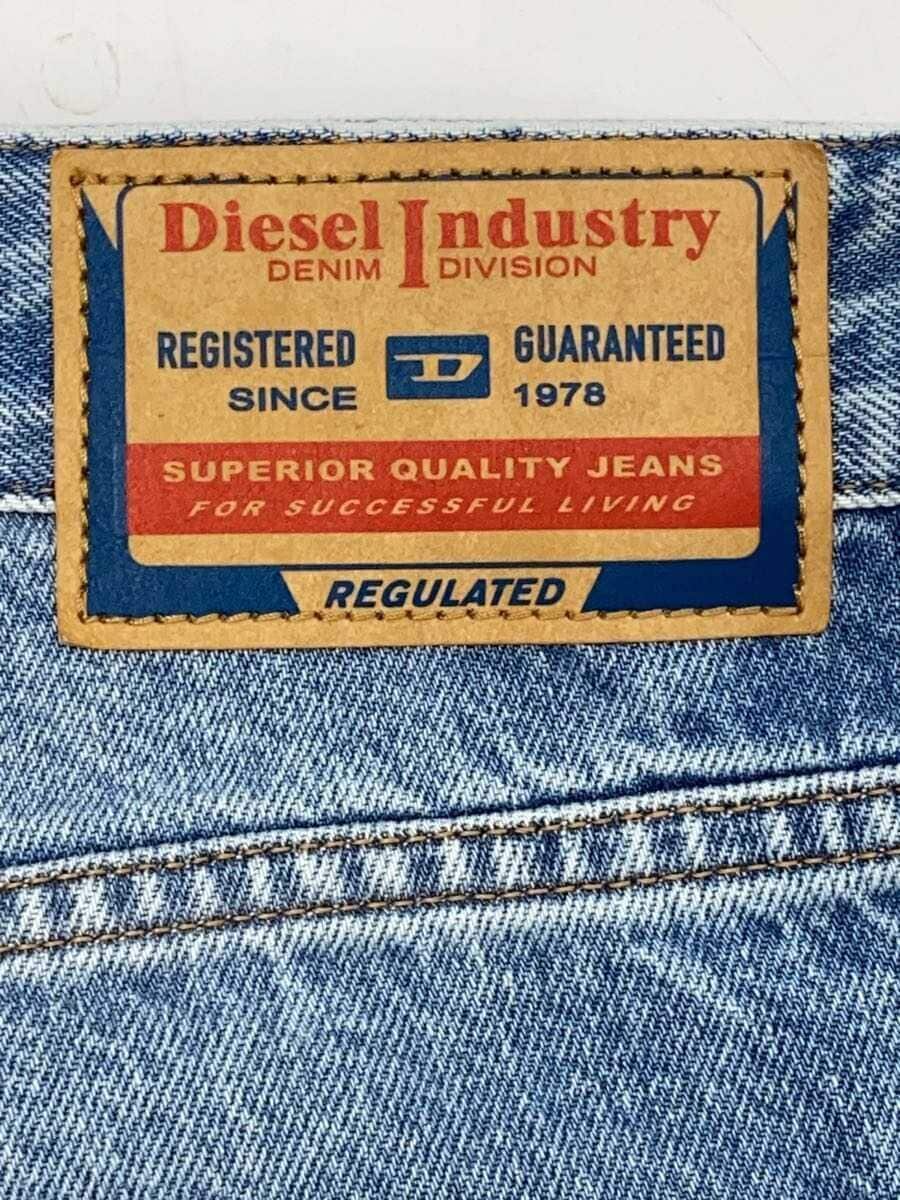 Diesel Industry
DENIM DIVISION
REGISTERED D GUARANTEED
SINCE 1978
SUPERIOR QUALITY JEANS
FOR SUCCESSFUL LIVING
REGULATED